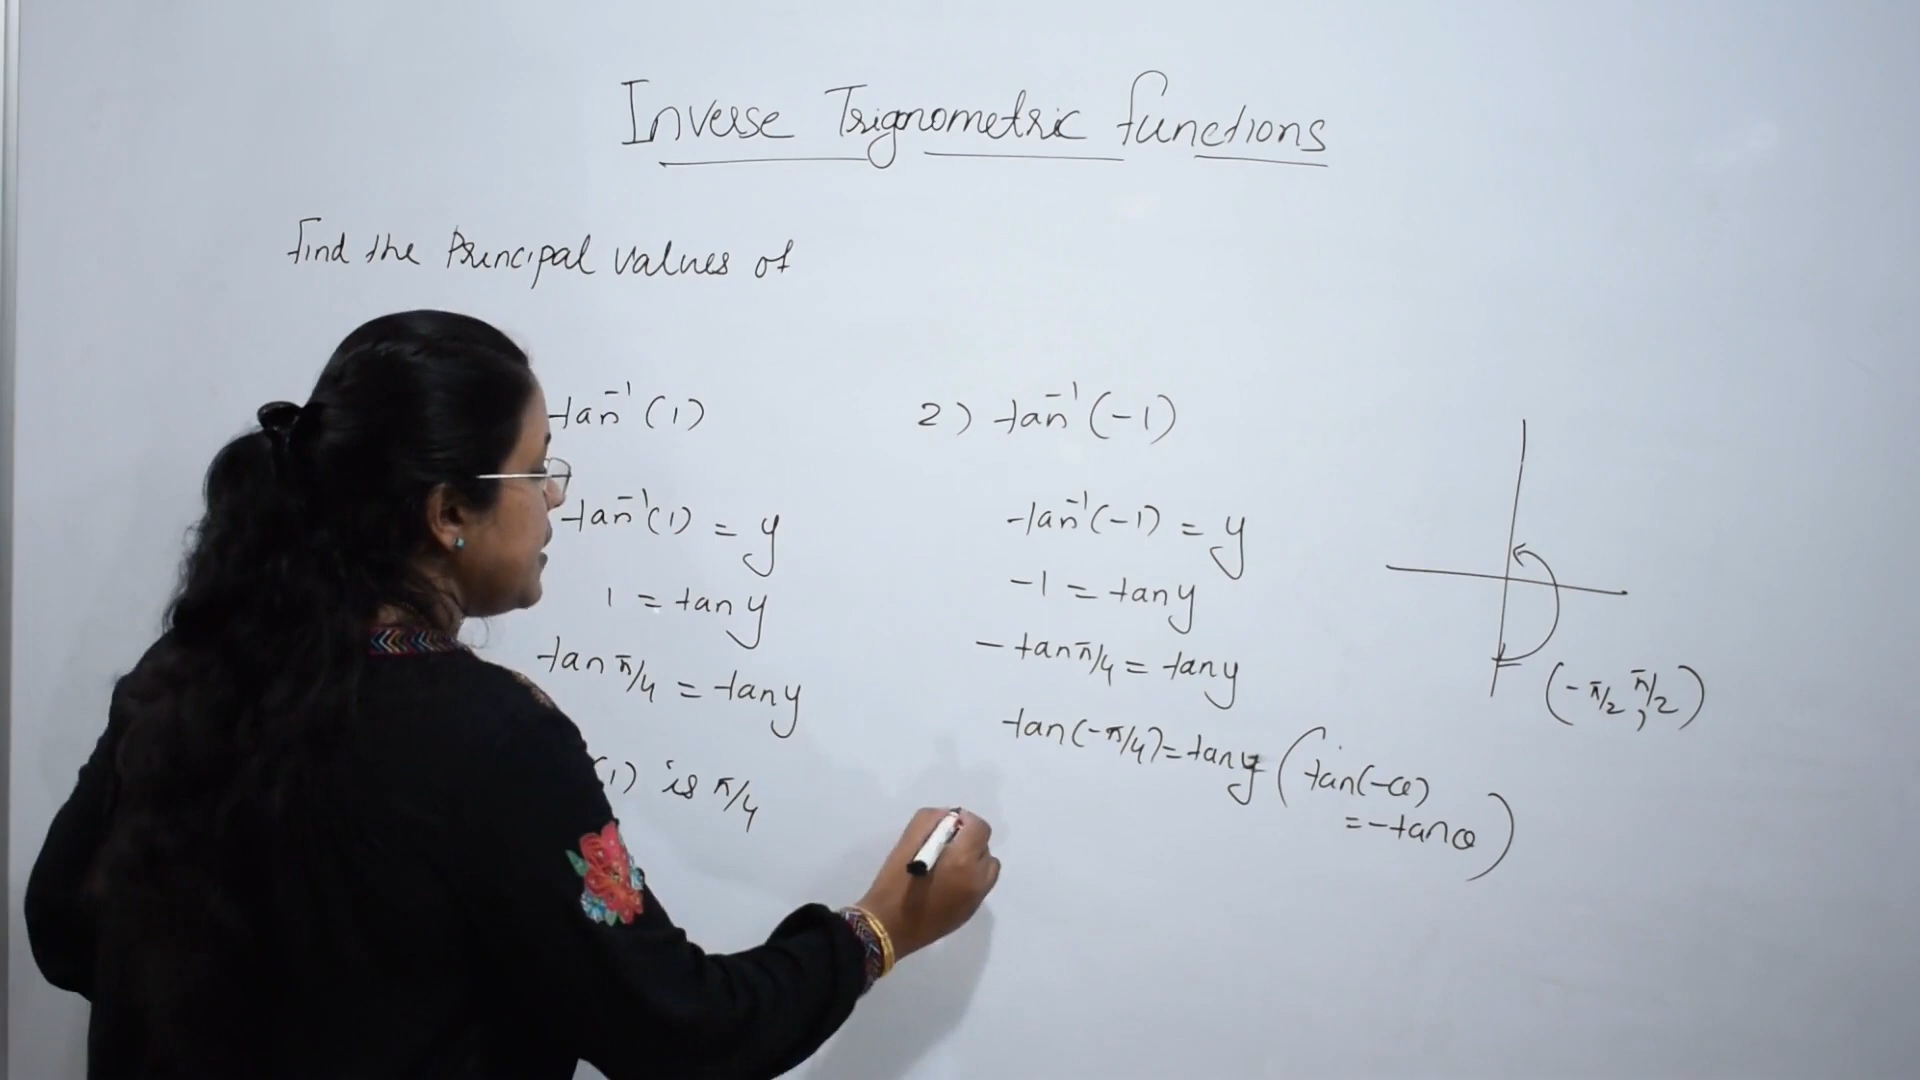 Inverse Trignometric functions
Find the Principal values of
tan⁻¹(1)
tan⁻¹(1) = y
1 = tan y
tan π/4 = tan y
(1) is π/4
2) tan⁻¹(-1)
tan⁻¹(-1) = y
-1 = tan y
- tan π/4 = tan y
tan(-π/4) = tan y (tan(-θ)
= -tan θ)
(-π/2, π/2)